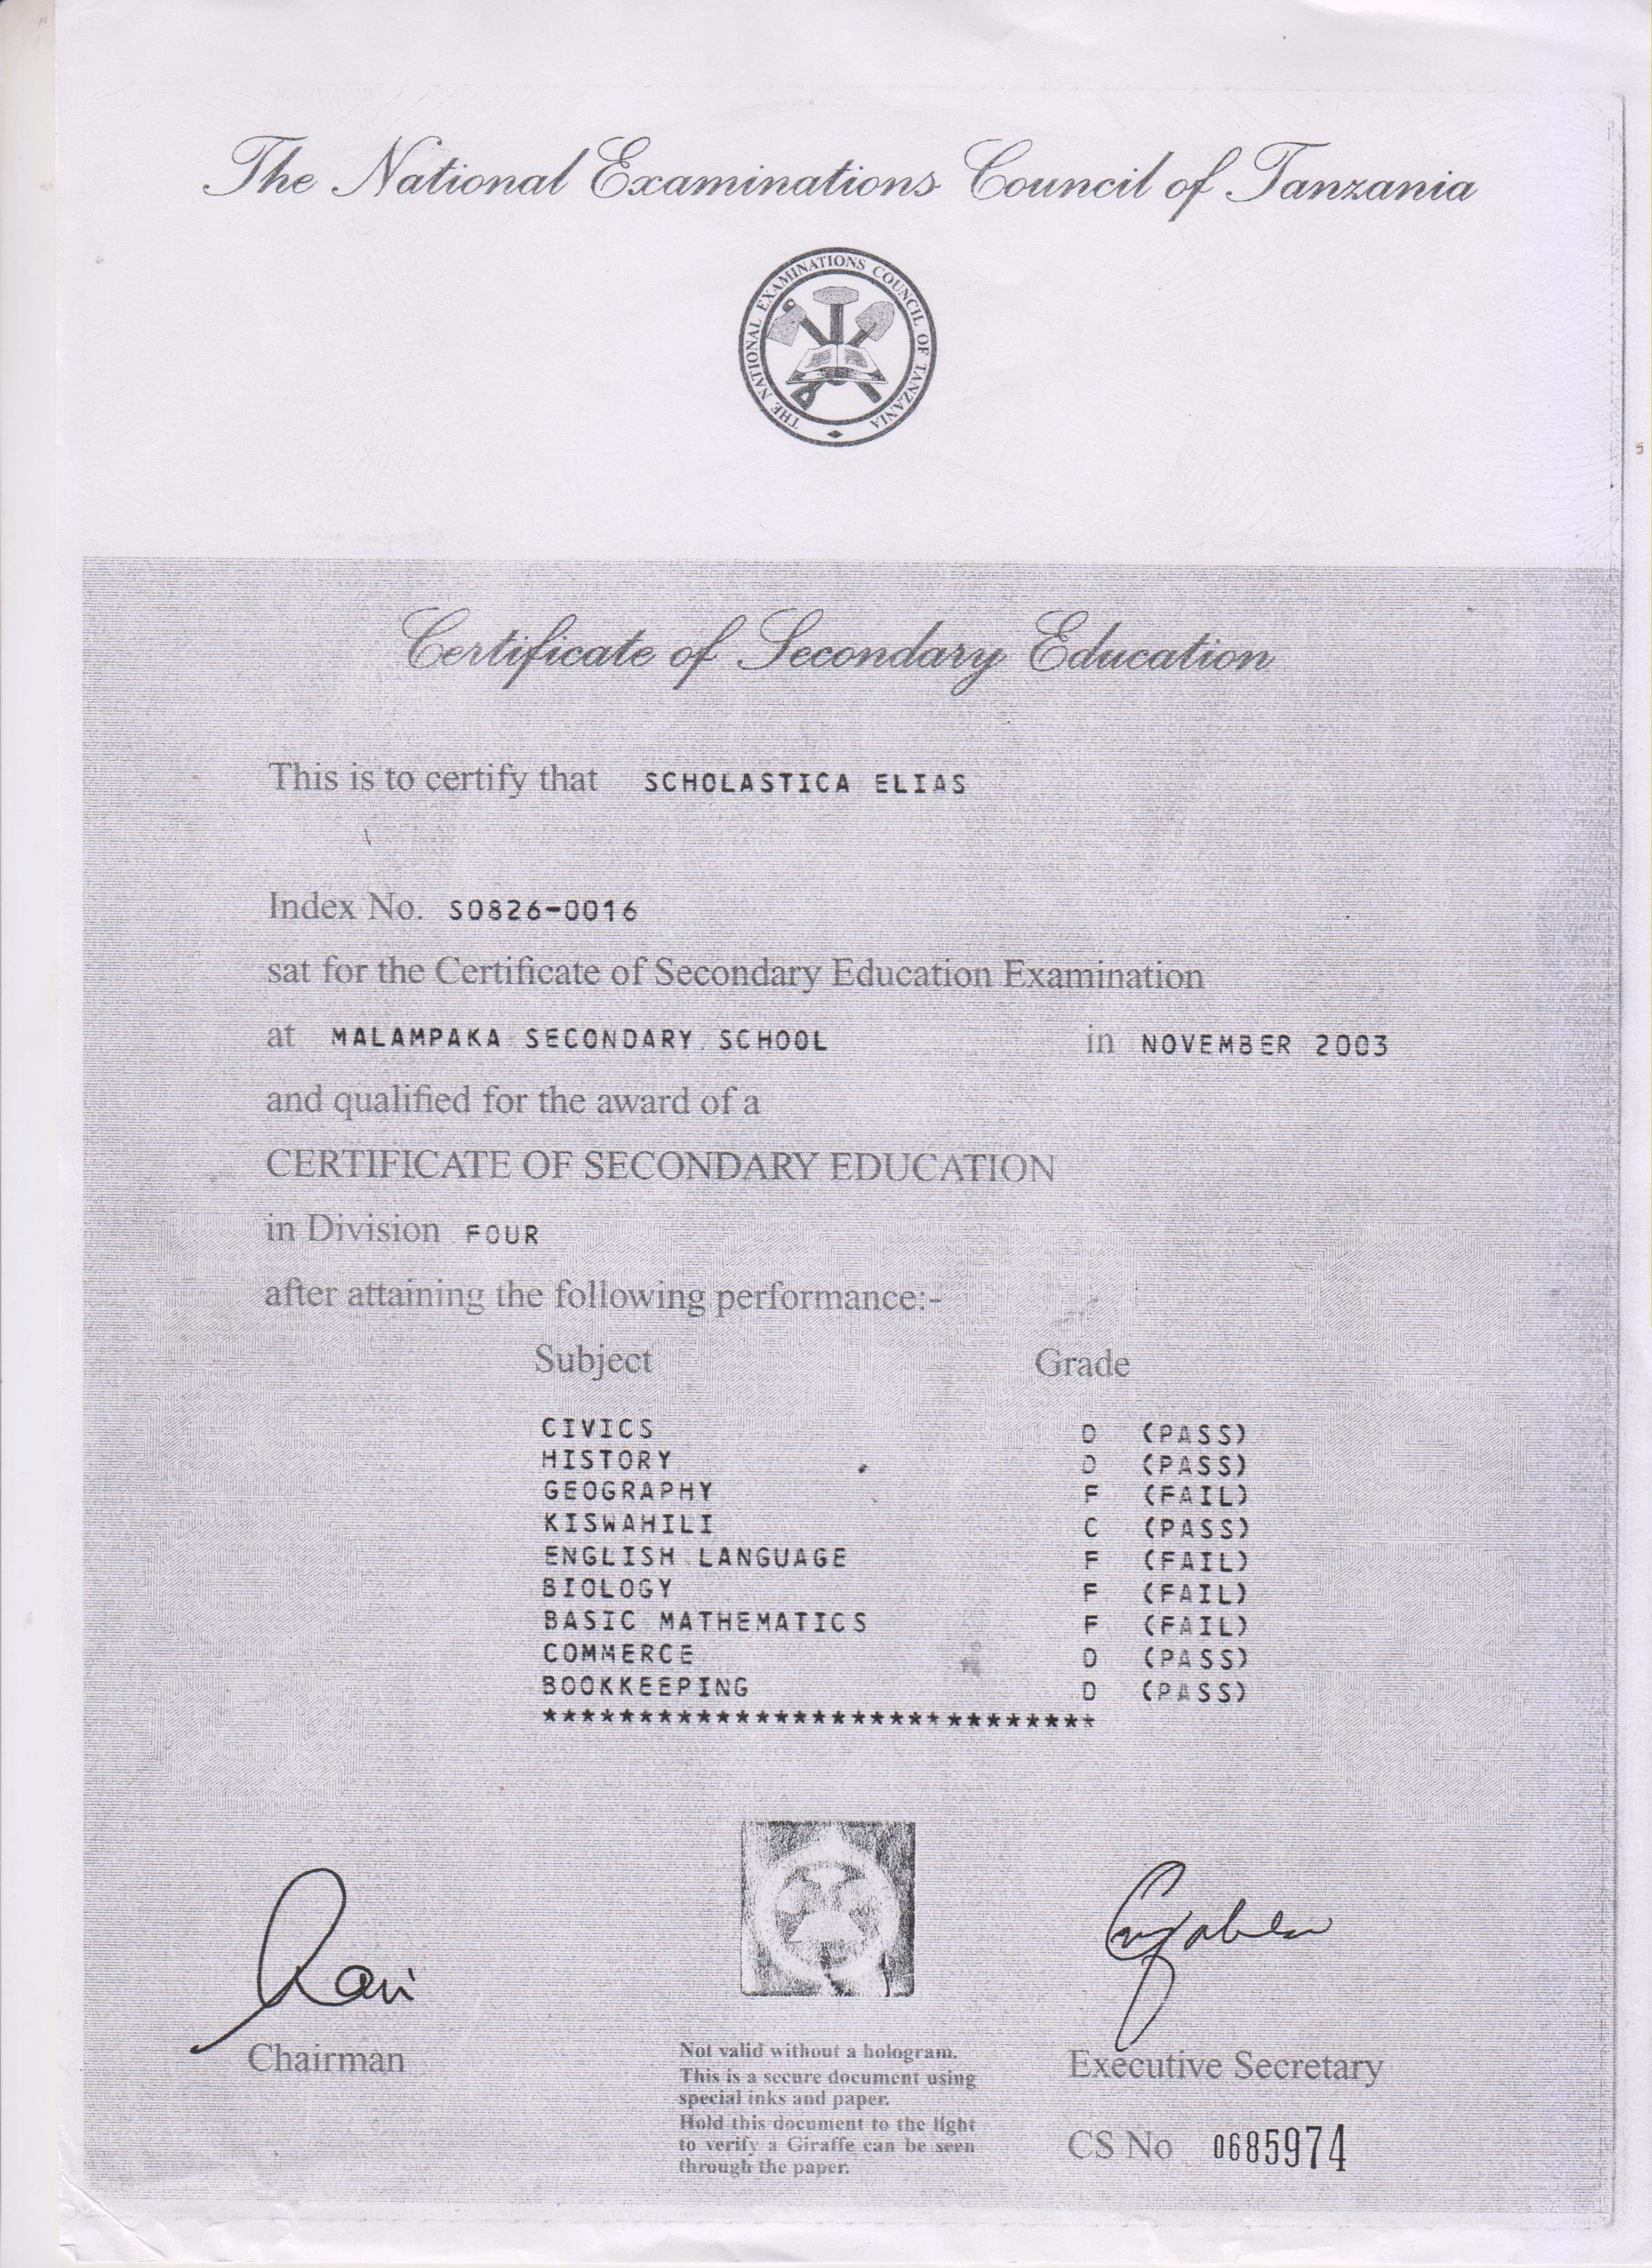 The National Examinations Council of Tanzania
THE NATIONAL EXAMINATIONS COUNCIL OF TANZANIA
Certificate of Secondary Education
This is to certify that SCHOLASTICA ELIAS
Index No. S0826-0016
sat for the Certificate of Secondary Education Examination
at MALAMPAKA SECONDARY SCHOOL in NOVEMBER 2003
and qualified for the award of a
CERTIFICATE OF SECONDARY EDUCATION
in Division FOUR
after attaining the following performance:-
Subject Grade
CIVICS D (PASS)
HISTORY D (PASS)
GEOGRAPHY F (FAIL)
KISWAHILI C (PASS)
ENGLISH LANGUAGE F (FAIL)
BIOLOGY F (FAIL)
BASIC MATHEMATICS F (FAIL)
COMMERCE D (PASS)
BOOKKEEPING D (PASS)
*****************************
Chairman
Not valid without a hologram.
This is a secure document using
special inks and paper.
Hold this document to the light
to verify a Giraffe can be seen
through the paper.
Executive Secretary
CS No 0685974